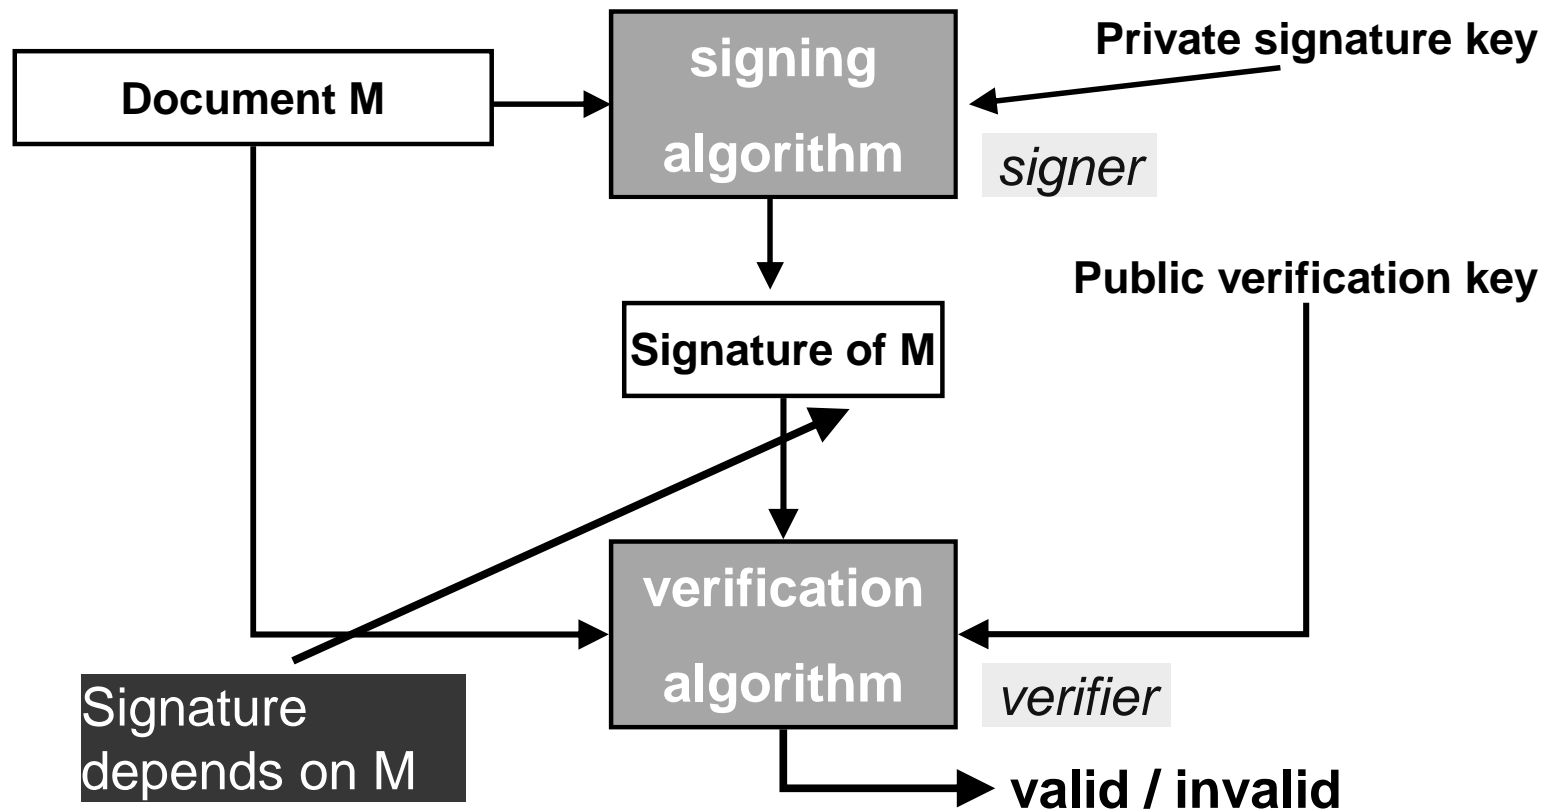 Document M
signing
algorithm
Private signature key
signer
Public verification key
Signature of M
verification
algorithm
verifier
Signature
depends on M
valid / invalid